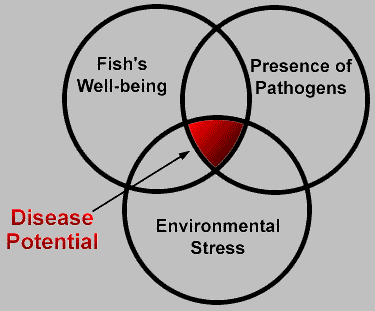 Fish's
Well-being
Presence of
Pathogens
Disease
Potential
Environmental
Stress